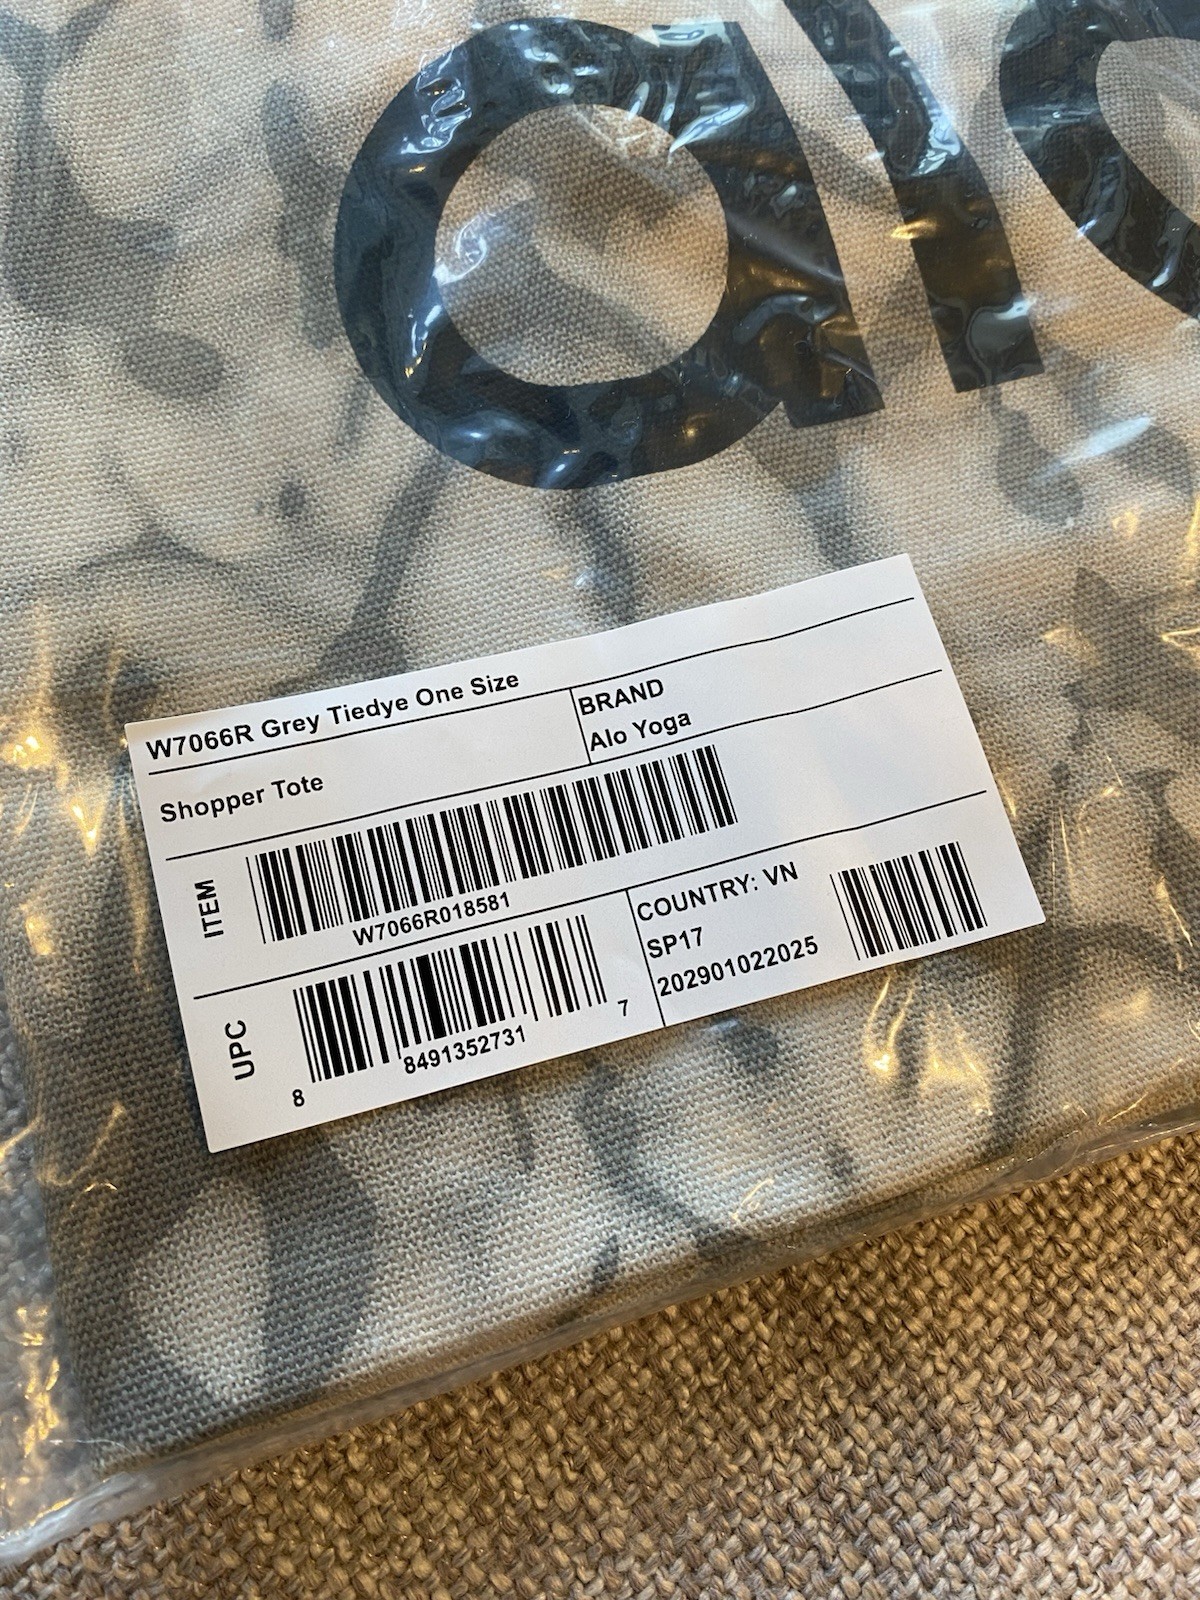 alo
W7066R Grey Tiedye One Size
Shopper Tote
BRAND
Alo Yoga
ITEM
W7066R018581
UPC
8 8491352731 7
COUNTRY: VN
SP17
202901022025